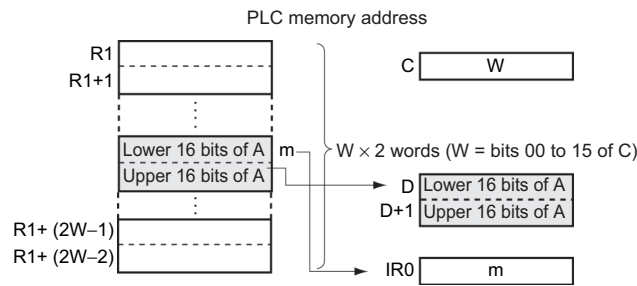 PLC memory address
R1
R1+1
C
W
Lower 16 bits of A
m
Upper 16 bits of A
W × 2 words (W = bits 00 to 15 of C)
D
Lower 16 bits of A
D+1
Upper 16 bits of A
R1+ (2W–1)
R1+ (2W–2)
IR0
m